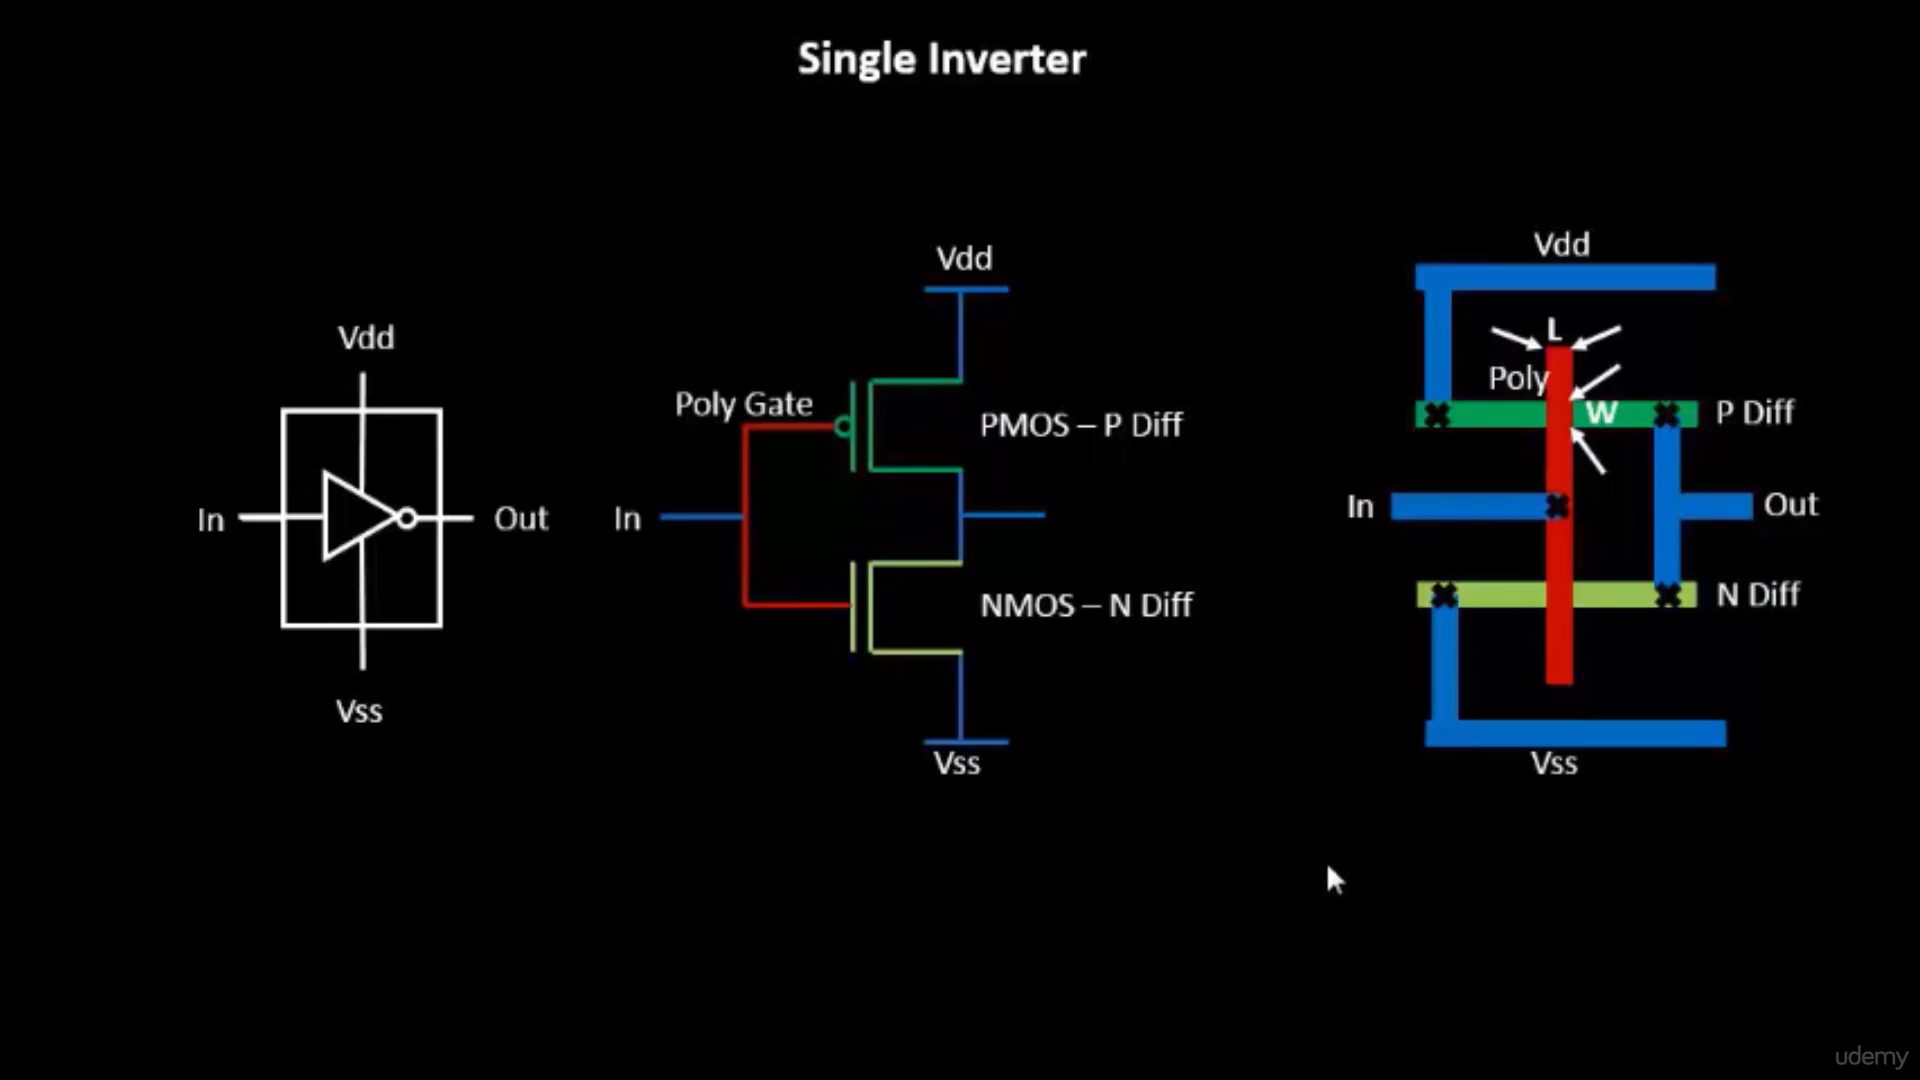 Single Inverter
Vdd
In
Out
Vss
Vdd
Poly Gate
PMOS – P Diff
In
NMOS – N Diff
Vss
Vdd
L
Poly
W
P Diff
In
Out
N Diff
Vss
udemy